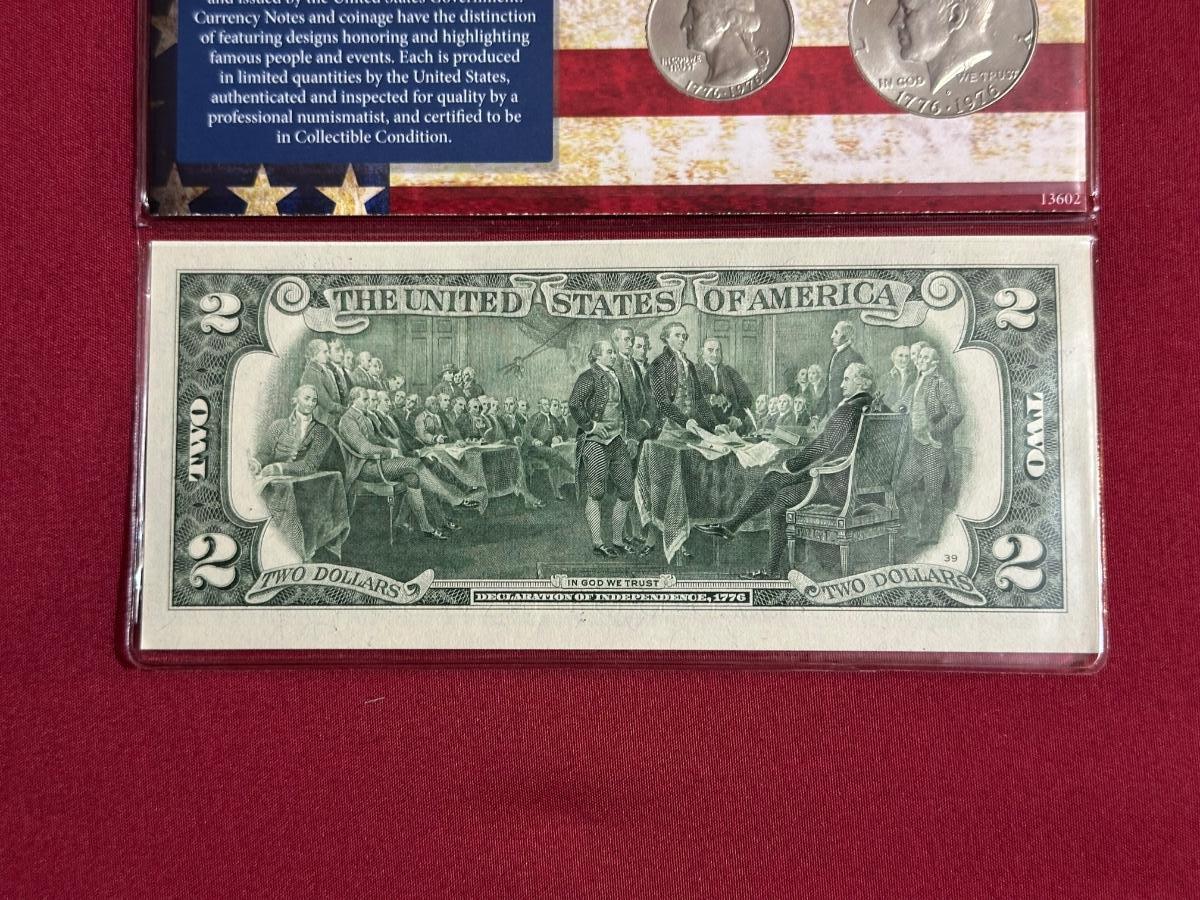 and issued by the United States Government.
Currency Notes and coinage have the distinction
of featuring designs honoring and highlighting
famous people and events. Each is produced
in limited quantities by the United States,
authenticated and inspected for quality by a
professional numismatist, and certified to be
in Collectible Condition.
IN GOD WE
TRUST
1776-1976
L
Y
IN GOD WE TRUST
1776·1976
13602
THE UNITED STATES OF AMERICA
2
2
TWO
TWO
2
2
39
TWO DOLLARS
IN GOD WE TRUST
TWO DOLLARS
DECLARATION OF INDEPENDENCE, 1776